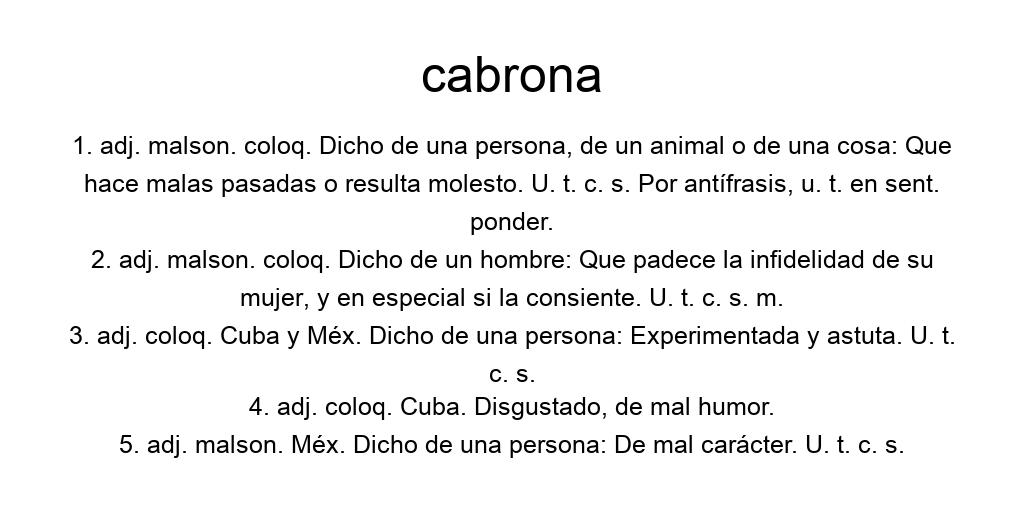 cabrona
1. adj. malson. coloq. Dicho de una persona, de un animal o de una cosa: Que
hace malas pasadas o resulta molesto. U. t. c. s. Por antífrasis, u. t. en sent.
ponder.
2. adj. malson. coloq. Dicho de un hombre: Que padece la infidelidad de su
mujer, y en especial si la consiente. U. t. c. s. m.
3. adj. coloq. Cuba y Méx. Dicho de una persona: Experimentada y astuta. U. t.
c. s.
4. adj. coloq. Cuba. Disgustado, de mal humor.
5. adj. malson. Méx. Dicho de una persona: De mal carácter. U. t. c. s.